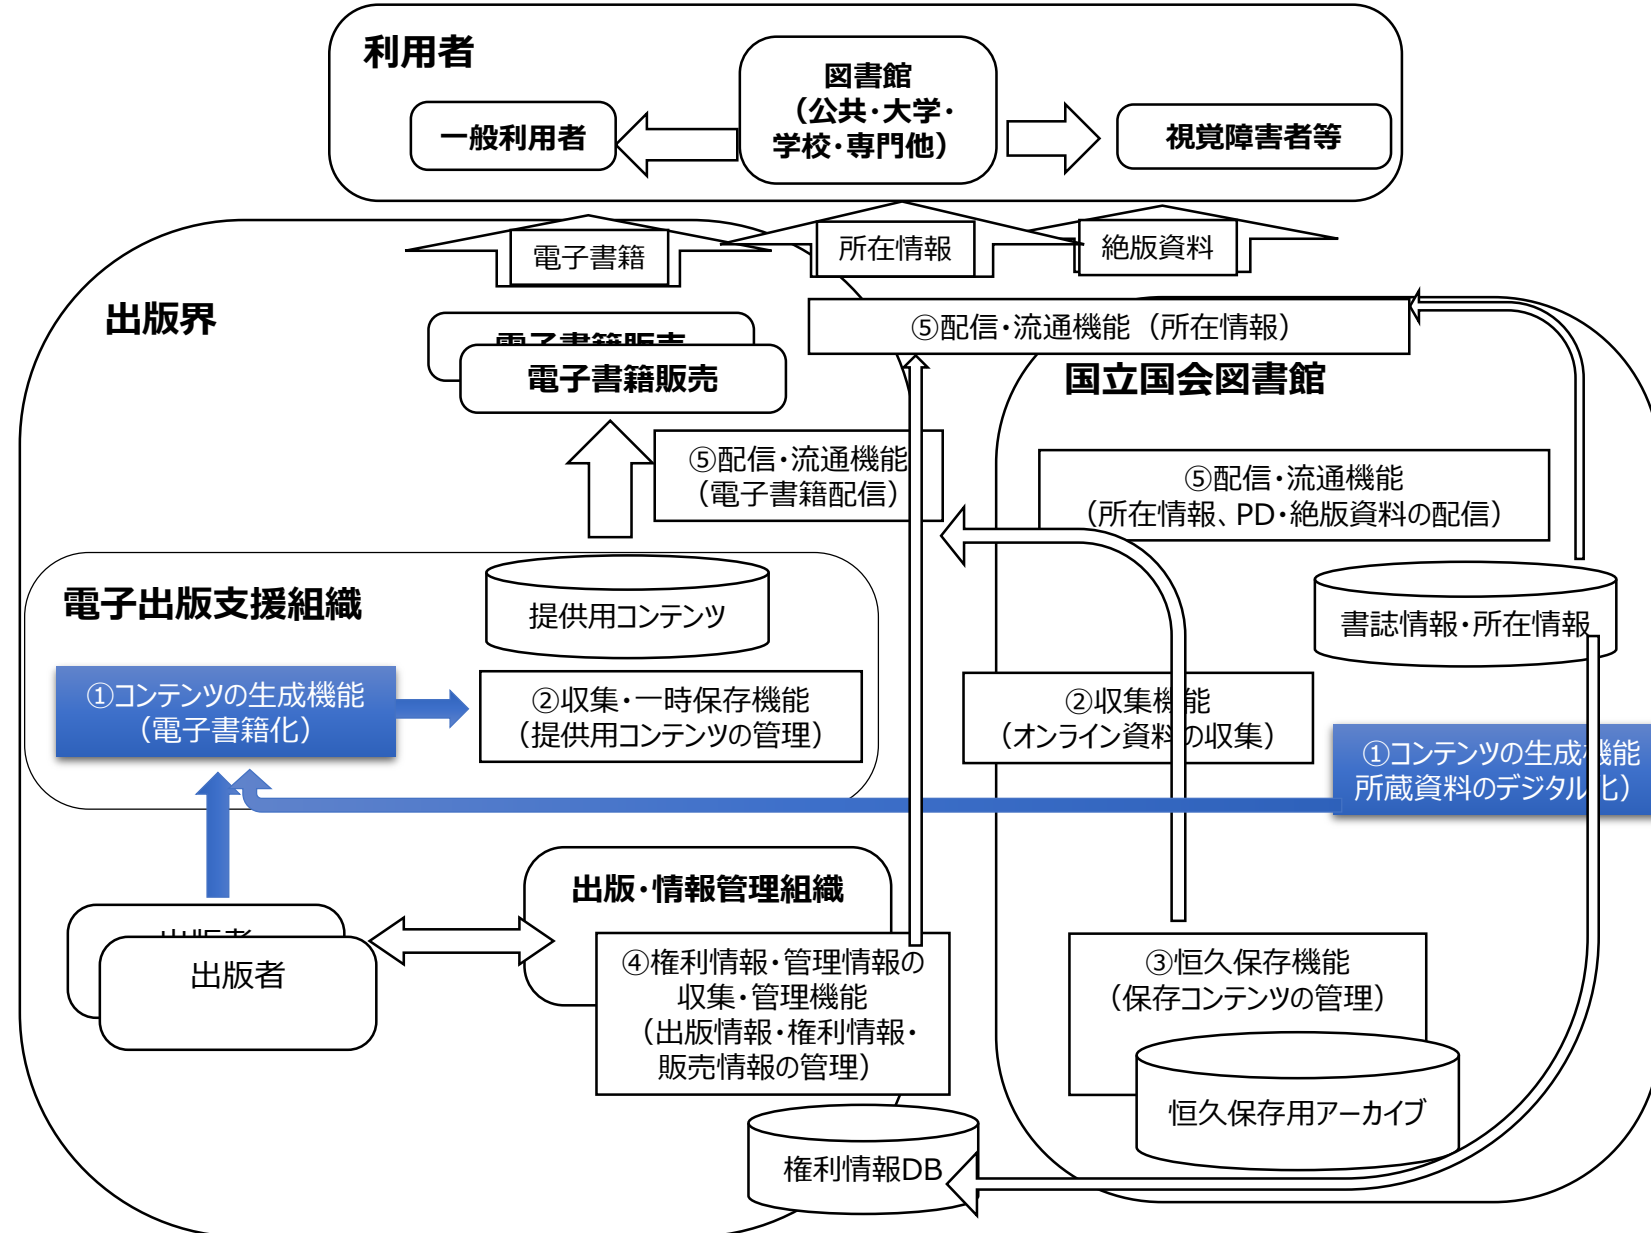 利用者
図書館
（公共・大学・
学校・専門他）
一般利用者
視覚障害者等
電子書籍
所在情報
絶版資料
出版界
⑤配信・流通機能（所在情報）
電子書籍販売
電子書籍販売
国立国会図書館
⑤配信・流通機能
（電子書籍配信）
⑤配信・流通機能
（所在情報、PD・絶版資料の配信）
電子出版支援組織
提供用コンテンツ
書誌情報・所在情報
①コンテンツの生成機能
（電子書籍化）
②収集・一時保存機能
（提供用コンテンツの管理）
②収集機能
（オンライン資料の収集）
①コンテンツの生成機能
所蔵資料のデジタル化）
出版・情報管理組織
出版者
出版者
④権利情報・管理情報の
収集・管理機能
（出版情報・権利情報・
販売情報の管理）
③恒久保存機能
（保存コンテンツの管理）
恒久保存用アーカイブ
権利情報DB